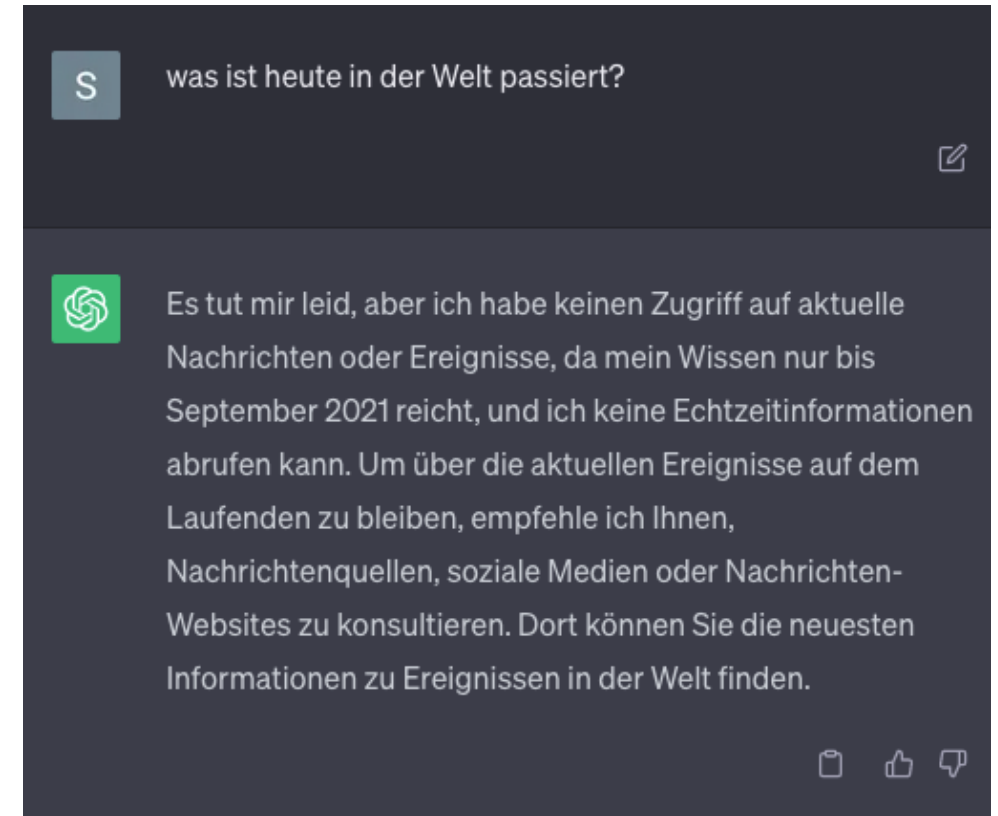 S
was ist heute in der Welt passiert?
Es tut mir leid, aber ich habe keinen Zugriff auf aktuelle
Nachrichten oder Ereignisse, da mein Wissen nur bis
September 2021 reicht, und ich keine Echtzeitinformationen
abrufen kann. Um über die aktuellen Ereignisse auf dem
Laufenden zu bleiben, empfehle ich Ihnen,
Nachrichtenquellen, soziale Medien oder Nachrichten-
Websites zu konsultieren. Dort können Sie die neuesten
Informationen zu Ereignissen in der Welt finden.